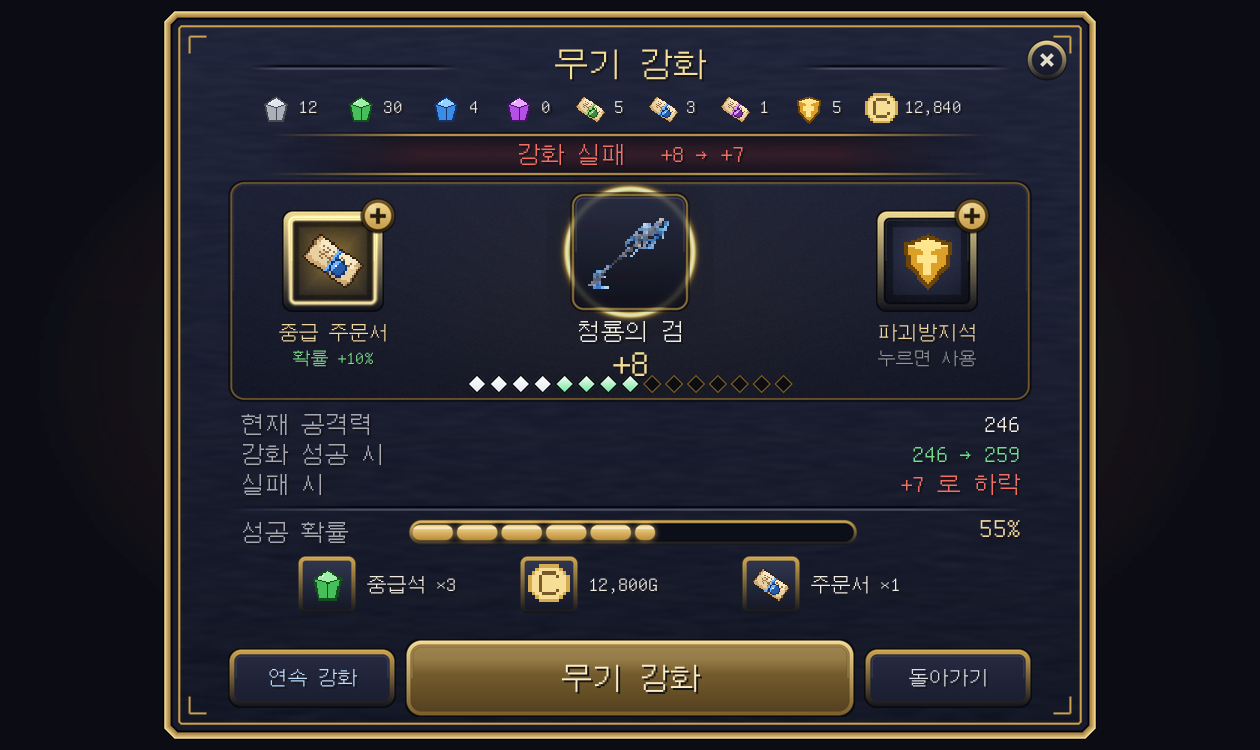 무기 강화
12 30 4 0 5 3 1 5 12,840
강화 실패 +8 → +7
중급 주문서
확률 +10%
청룡의 검
+8
파괴방지석
누르면 사용
현재 공격력 246
강화 성공 시 246 → 259
실패 시 +7 로 하락
성공 확률 55%
중급석 ×3 12,800G 주문서 ×1
연속 강화 무기 강화 돌아가기